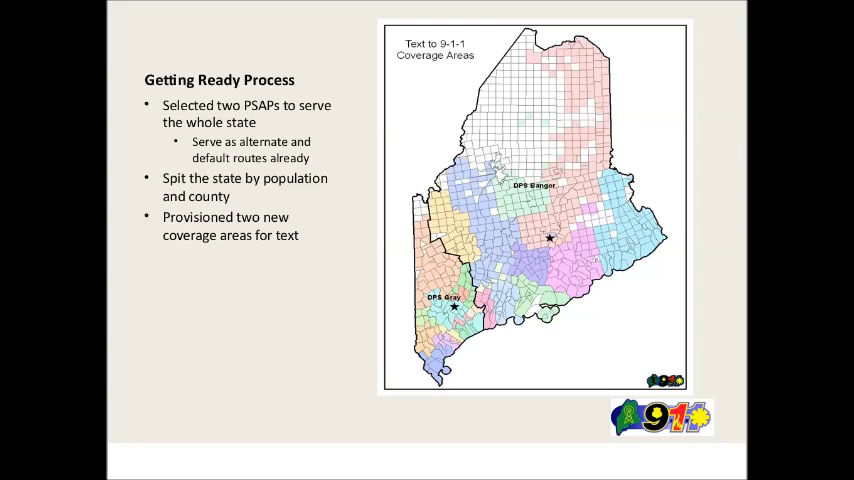 Getting Ready Process
• Selected two PSAPs to serve
the whole state
• Serve as alternate and
default routes already
• Spit the state by population
and county
• Provisioned two new
coverage areas for text
Text to 9-1-1
Coverage Areas
DPS Bangor
DPS Gray
911
911